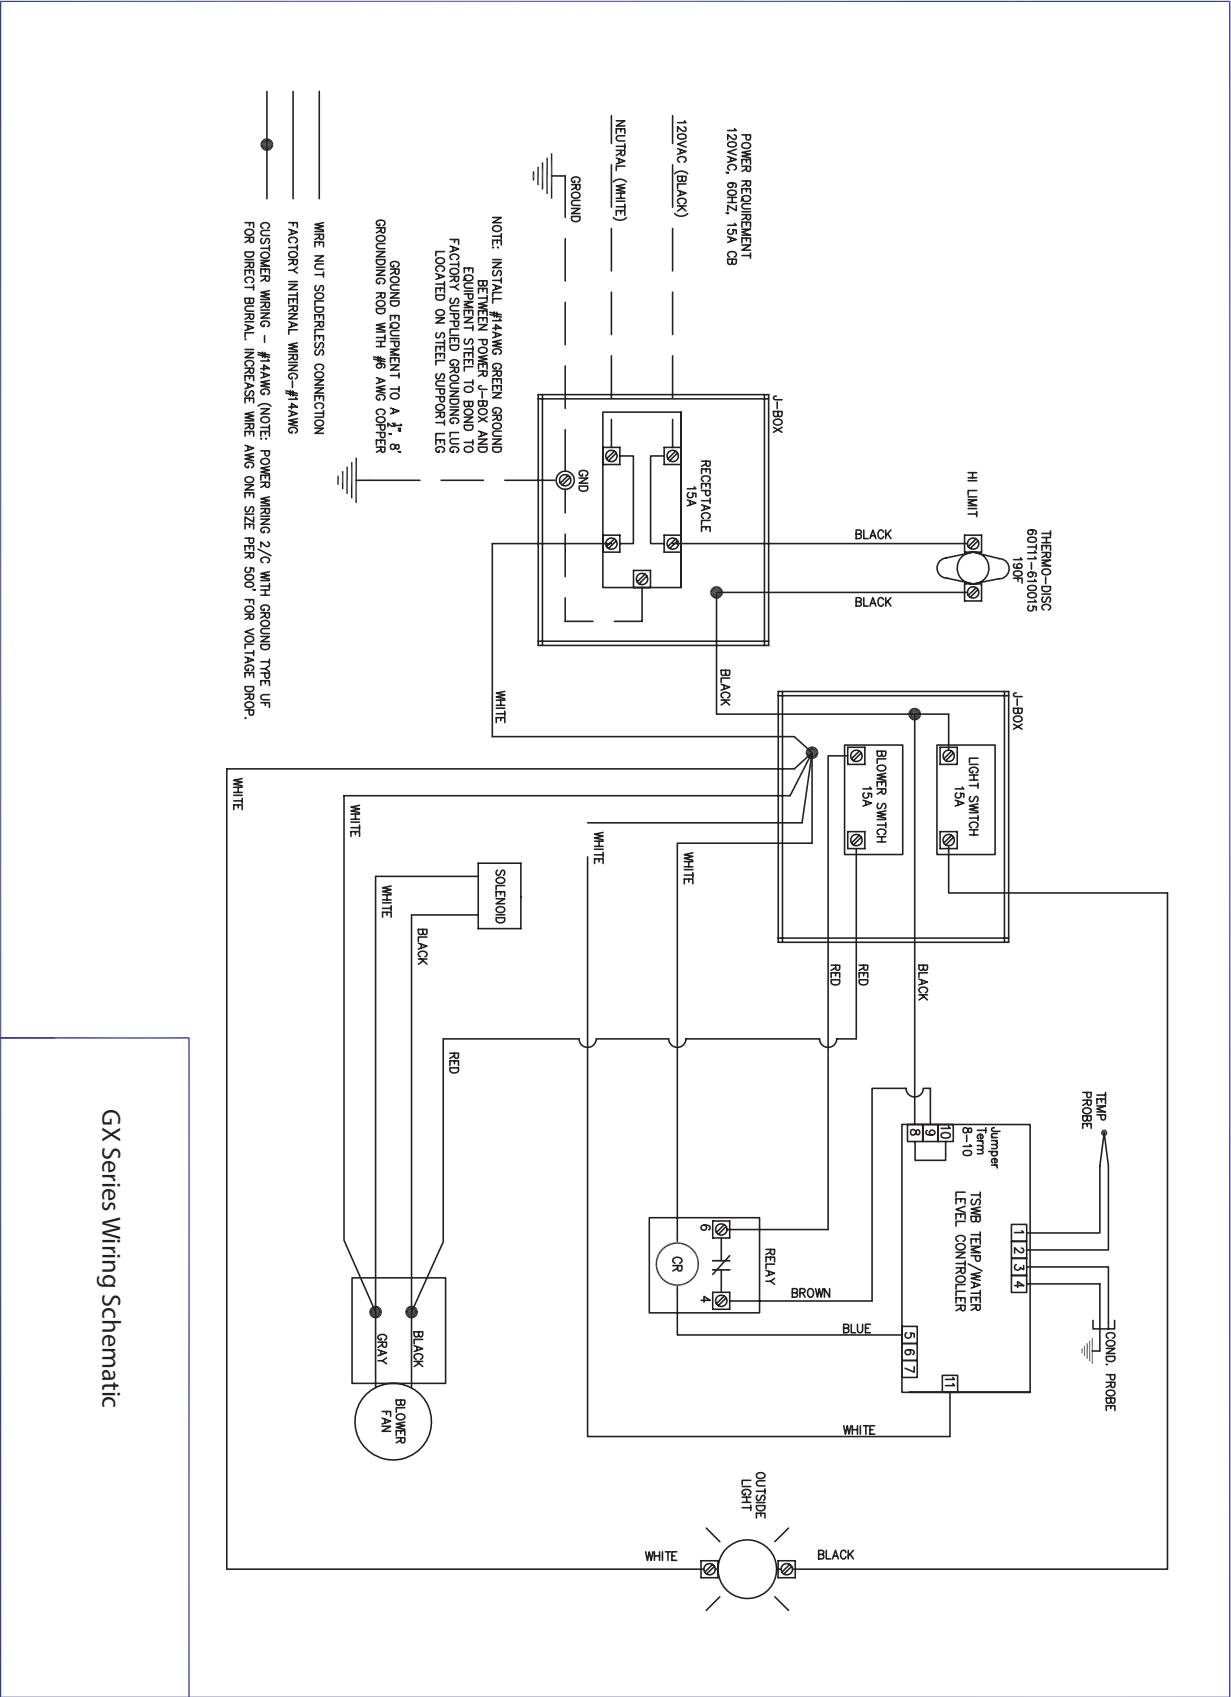 POWER REQUIREMENT
120VAC, 60HZ, 15A CB
120VAC (BLACK)
NEUTRAL (WHITE)
GROUND
NOTE: INSTALL #14AWG GREEN GROUND
BETWEEN POWER J-BOX AND
EQUIPMENT STEEL TO BOND TO
FACTORY SUPPLIED GROUNDING LUG
LOCATED ON STEEL SUPPORT LEG
GROUND EQUIPMENT TO A 1/2", 8'
GROUNDING ROD WITH #6 AWG COPPER
WIRE NUT SOLDERLESS CONNECTION
FACTORY INTERNAL WIRING-#14AWG
CUSTOMER WIRING - #14AWG (NOTE: POWER WIRING 2/C WITH GROUND TYPE UF
FOR DIRECT BURIAL. INCREASE WIRE AWG ONE SIZE PER 500' FOR VOLTAGE DROP.
J-BOX
RECEPTACLE
15A
GND
HI LIMIT
THERMO-DISC
60T11-610015
190F
BLACK
BLACK
BLACK
WHITE
J-BOX
LIGHT SWITCH
15A
BLOWER SWITCH
15A
WHITE
WHITE
WHITE
WHITE
SOLENOID
WHITE
BLACK
BLACK
RED
RED
RED
TEMP
PROBE
Jumper
Term
8-10
10
9
8
TSWB TEMP/WATER
LEVEL CONTROLLER
1
2
3
4
COND. PROBE
5
6
7
11
RELAY
6
4
CR
BROWN
BLUE
WHITE
BLACK
GRAY
BLOWER
FAN
OUTSIDE
LIGHT
WHITE
BLACK
GX Series Wiring Schematic